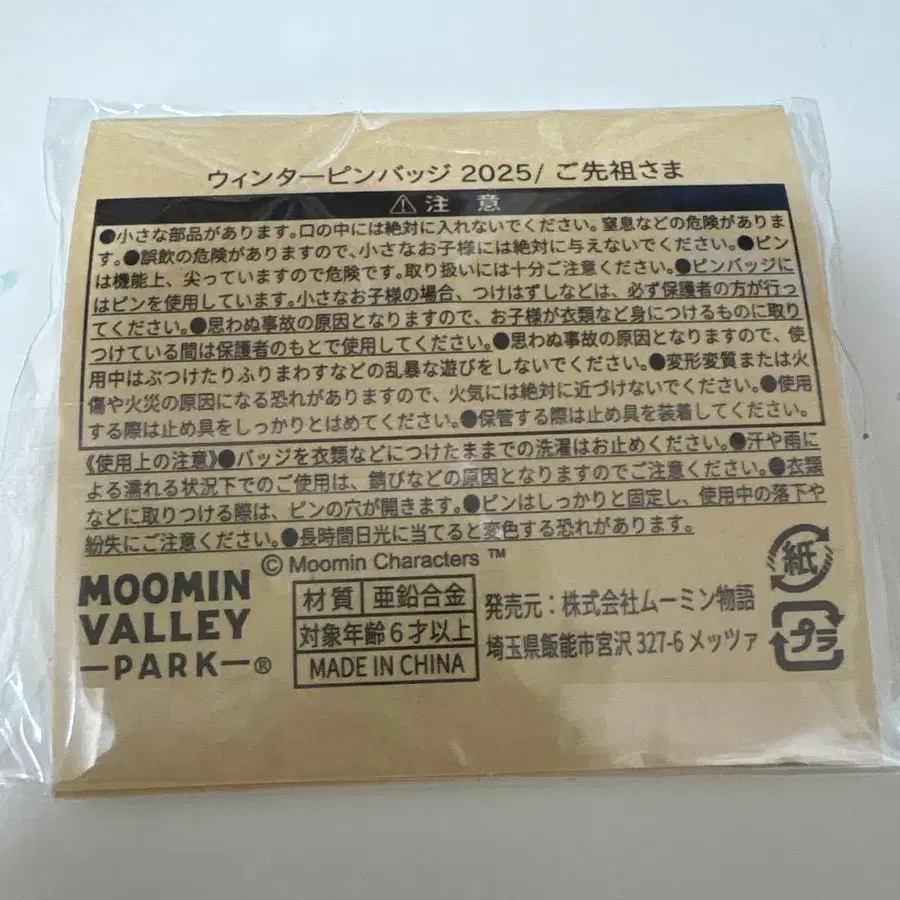 ウィンターピンバッジ 2025/ ご先祖さま
⚠ 注 意
●小さな部品があります。口の中には絶対に入れないでください。窒息などの危険がありま
す。●誤飲の危険がありますので、小さなお子様には絶対に与えないでください。●ピン
は機能上、尖っていますので危険です。取り扱いには十分ご注意ください。●ピンバッジに
はピンを使用しています。小さなお子様の場合、つけはずしなどは、必ず保護者の方が行っ
てください。●思わぬ事故の原因となりますので、お子様が衣類など身につけるものに取り
つけている間は保護者のもとで使用してください。●思わぬ事故の原因となりますので、使
用中はぶつけたりふりまわすなどの乱暴な遊びをしないでください。●変形変質または火
傷や火災の原因になる恐れがありますので、火気には絶対に近づけないでください。●使用
する際は止め具をしっかりとはめてください。●保管する際は止め具を装着してください。
《使用上の注意》●バッジを衣類などにつけたままでの洗濯はお止めください。●汗や雨に
よる濡れる状況下でのご使用は、錆びなどの原因となりますのでご注意ください。●衣類
などに取りつける際は、ピンの穴が開きます。●ピンはしっかりと固定し、使用中の落下や
紛失にご注意ください。●長時間日光に当てると変色する恐れがあります。
© Moomin Characters ™
MOOMIN
VALLEY
—PARK—®
材質 亜鉛合金
対象年齢6才以上
MADE IN CHINA
発売元：株式会社ムーミン物語
埼玉県飯能市宮沢 327-6 メッツァ
紙
プラ